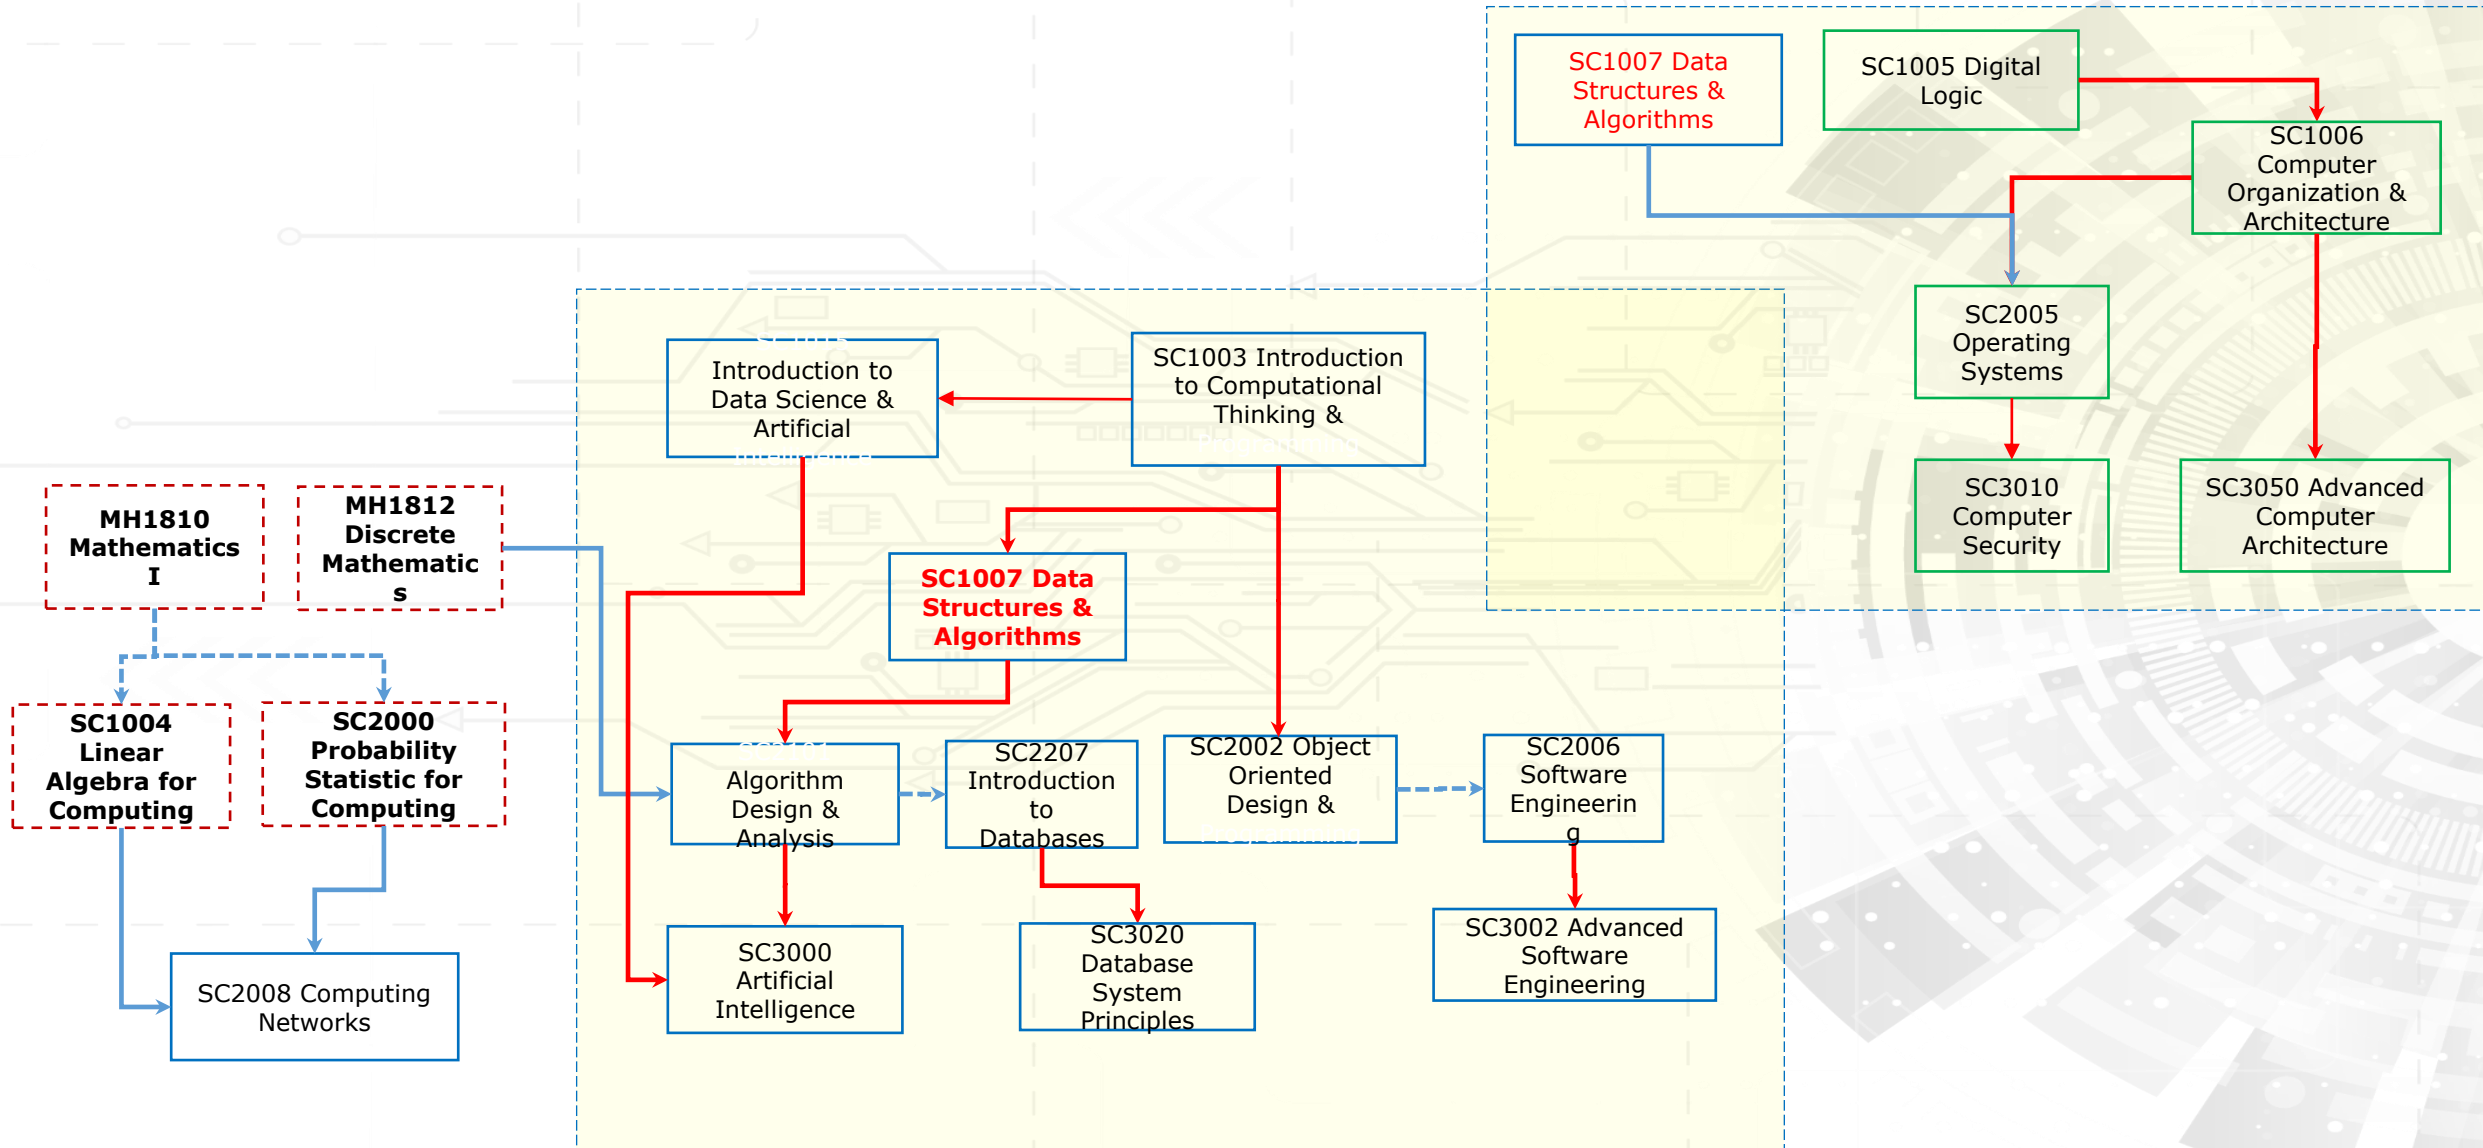 SC1007 Data
Structures &
Algorithms
SC1005 Digital
Logic
SC1006
Computer
Organization &
Architecture
SC2005
Operating
Systems
SC3010
Computer
Security
SC3050 Advanced
Computer
Architecture
Introduction to
Data Science &
Artificial
Intelligence
SC1003 Introduction
to Computational
Thinking &
MH1810
Mathematics
I
MH1812
Discrete
Mathematic
s
SC1007 Data
Structures &
Algorithms
SC1004
Linear
Algebra for
Computing
SC2000
Probability
Statistic for
Computing
Algorithm
Design &
Analysis
SC2207
Introduction
to
Databases
SC2002 Object
Oriented
Design &
Programming
SC2006
Software
Engineerin
g
SC2008 Computing
Networks
SC3000
Artificial
Intelligence
SC3020
Database
System
Principles
SC3002 Advanced
Software
Engineering